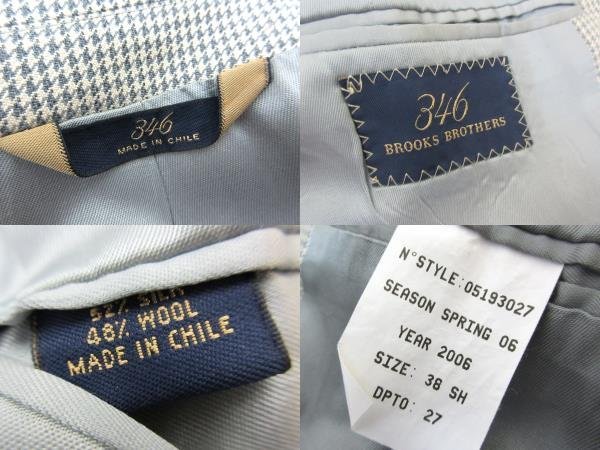 346
MADE IN CHILE
346
BROOKS BROTHERS
52% SILK
48% WOOL
MADE IN CHILE
N°STYLE: 05193027
SEASON SPRING 06
YEAR 2006
SIZE: 38 SH
DPTO: 27